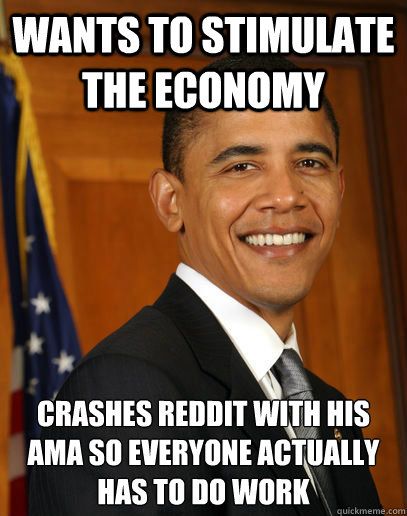 WANTS TO STIMULATE
THE ECONOMY
CRASHES REDDIT WITH HIS
AMA SO EVERYONE ACTUALLY
HAS TO DO WORK
quickmeme.com